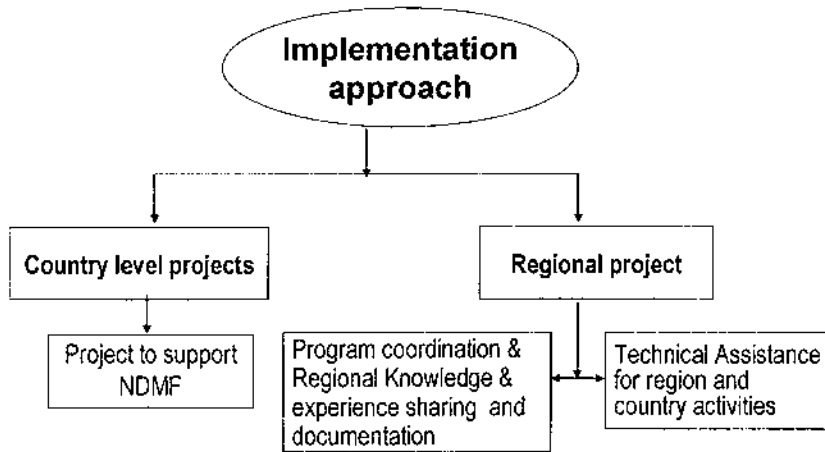 Implementation
approach
Country level projects
Regional project
Project to support
NDMF
Program coordination &
Regional Knowledge &
experience sharing and
documentation
Technical Assistance
for region and
country activities